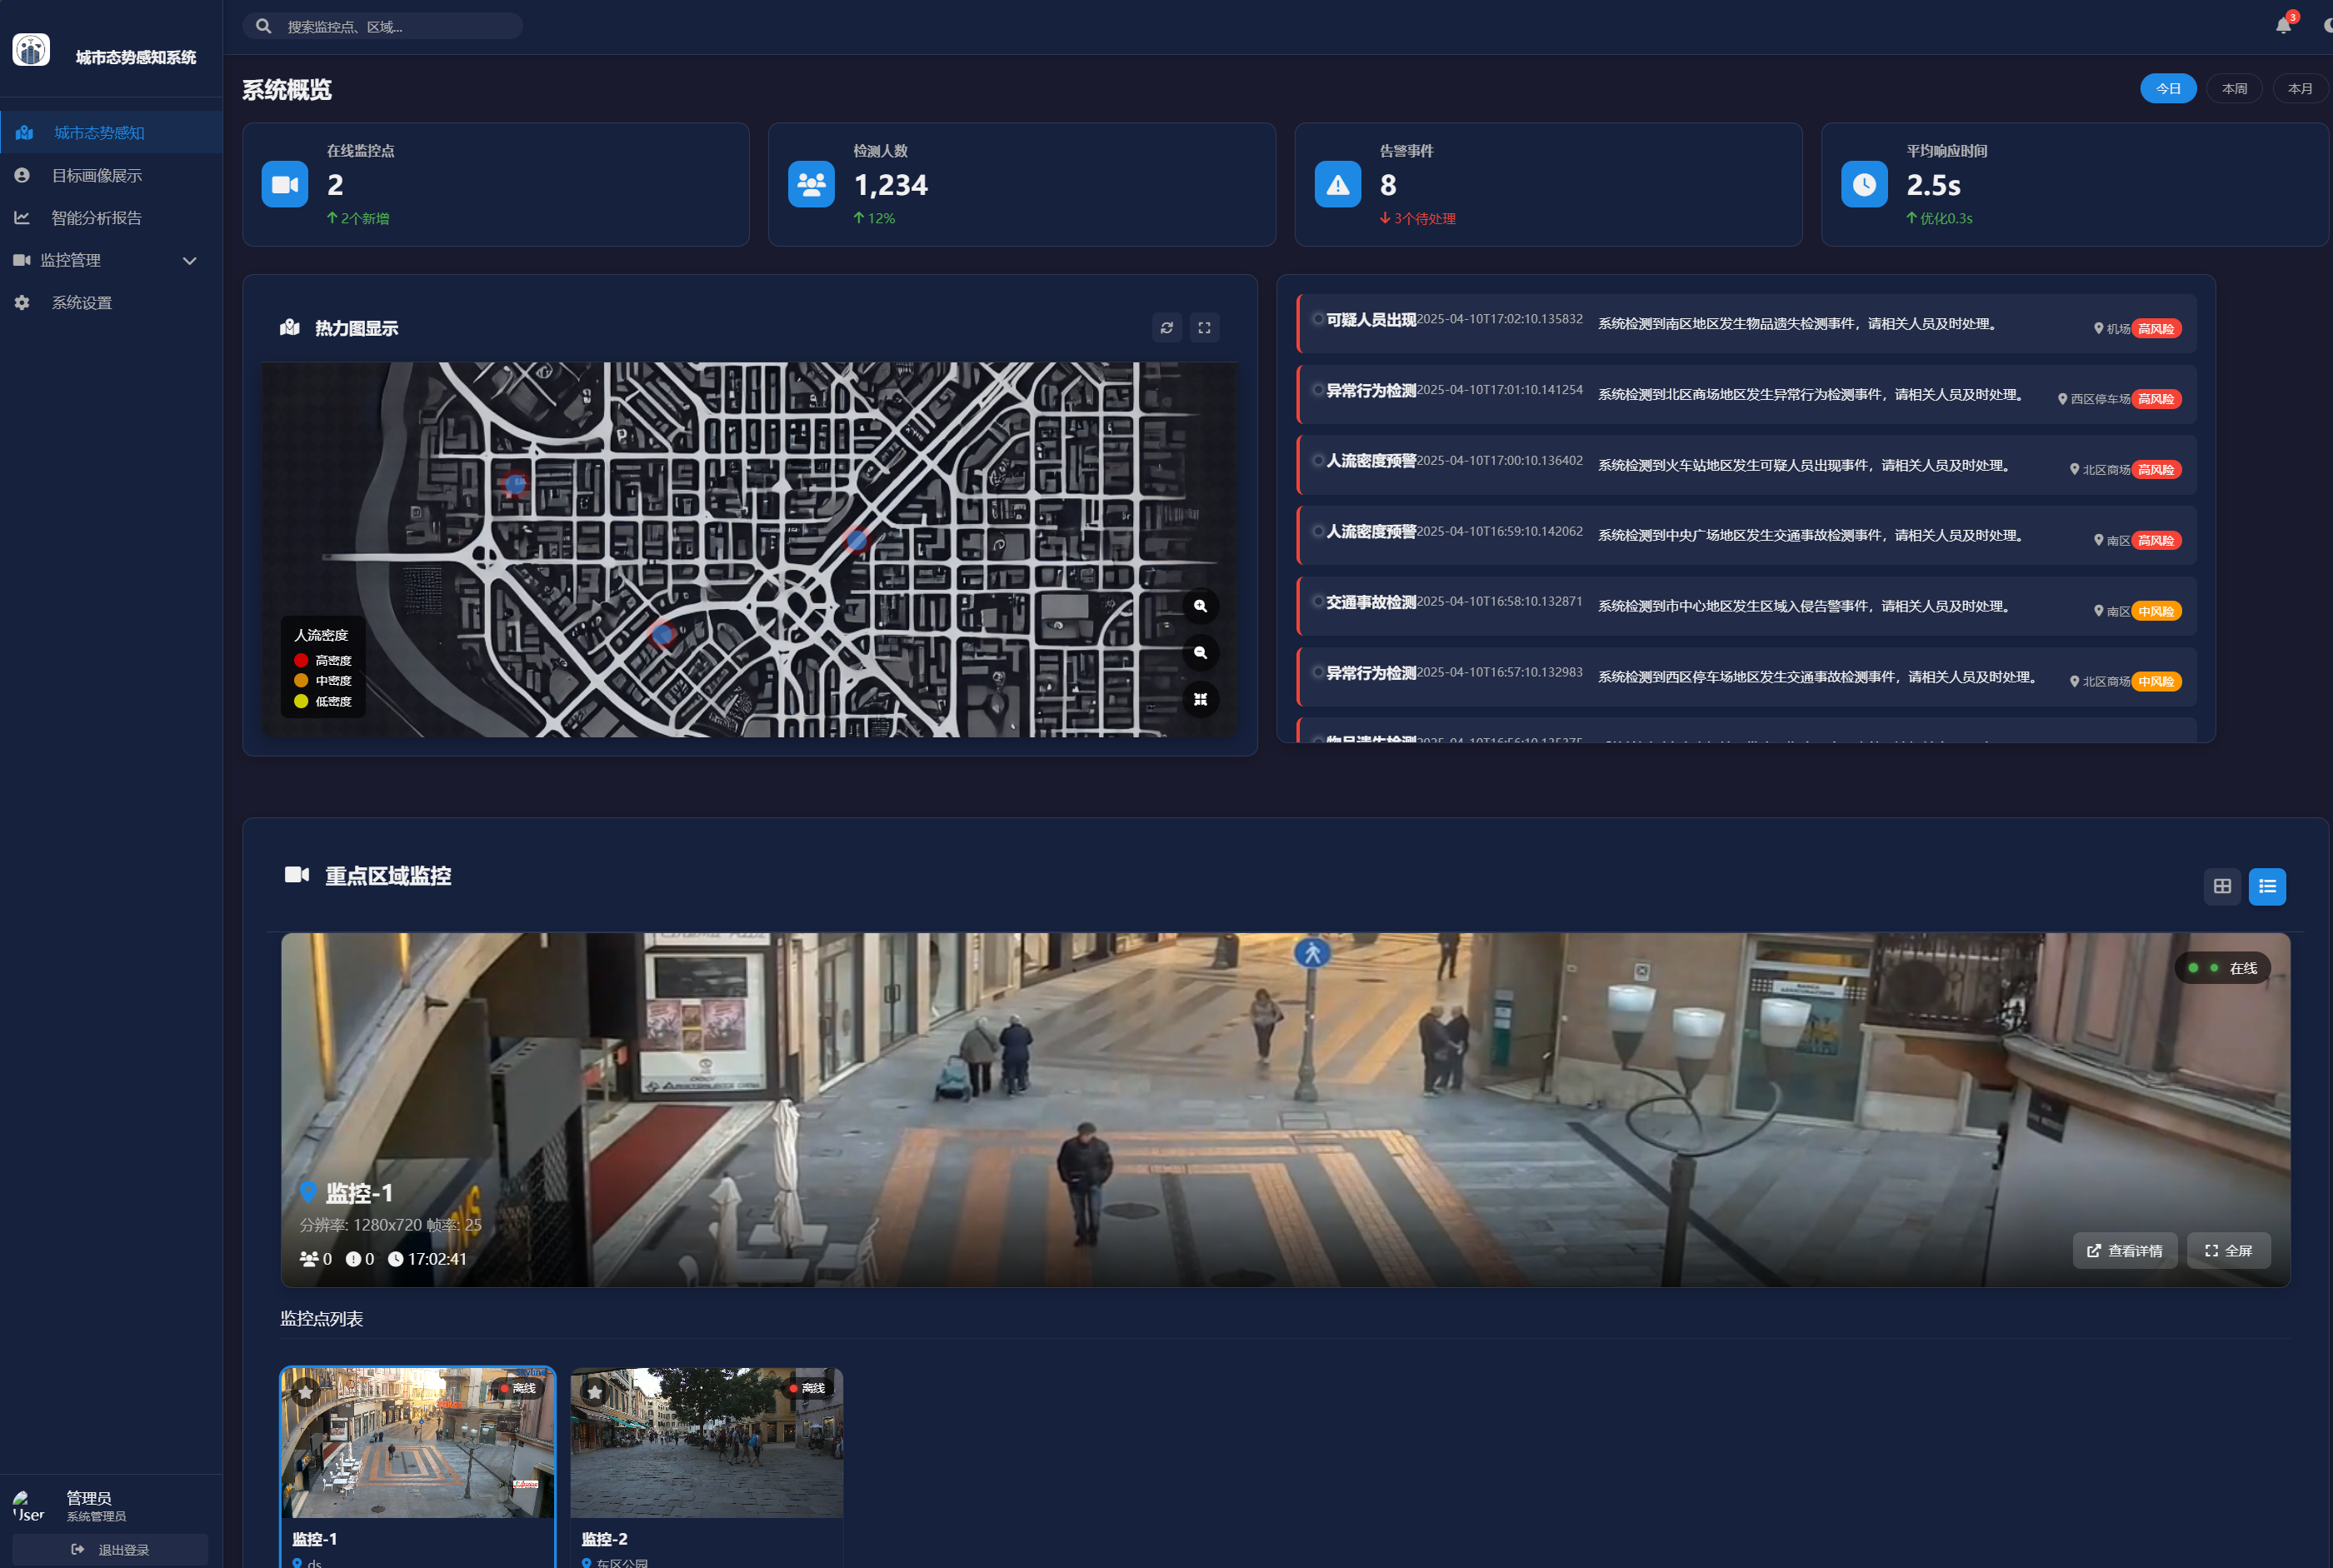 城市态势感知系统
搜索监控点、区域...
3
城市态势感知
目标画像展示
智能分析报告
监控管理
系统设置
系统概览
今日
本周
本月
在线监控点
2
2个新增
检测人数
1,234
12%
告警事件
8
3个待处理
平均响应时间
2.5s
优化0.3s
热力图显示
人流密度
高密度
中密度
低密度
可疑人员出现2025-04-10T17:02:10.135832 系统检测到南区地区发生物品遗失检测事件，请相关人员及时处理。 机场 高风险
异常行为检测2025-04-10T17:01:10.141254 系统检测到北区商场地区发生异常行为检测事件，请相关人员及时处理。 西区停车场 高风险
人流密度预警2025-04-10T17:00:10.136402 系统检测到火车站地区发生可疑人员出现事件，请相关人员及时处理。 北区商场 高风险
人流密度预警2025-04-10T16:59:10.142062 系统检测到中央广场地区发生交通事故检测事件，请相关人员及时处理。 南区 高风险
交通事故检测2025-04-10T16:58:10.132871 系统检测到市中心地区发生区域入侵告警事件，请相关人员及时处理。 南区 中风险
异常行为检测2025-04-10T16:57:10.132983 系统检测到西区停车场地区发生交通事故检测事件，请相关人员及时处理。 北区商场 中风险
重点区域监控
在线
监控-1
分辨率: 1280x720 帧率: 25
0 0 17:02:41
查看详情
全屏
监控点列表
离线
监控-1
ds
离线
监控-2
东区公园
User
管理员
系统管理员
退出登录